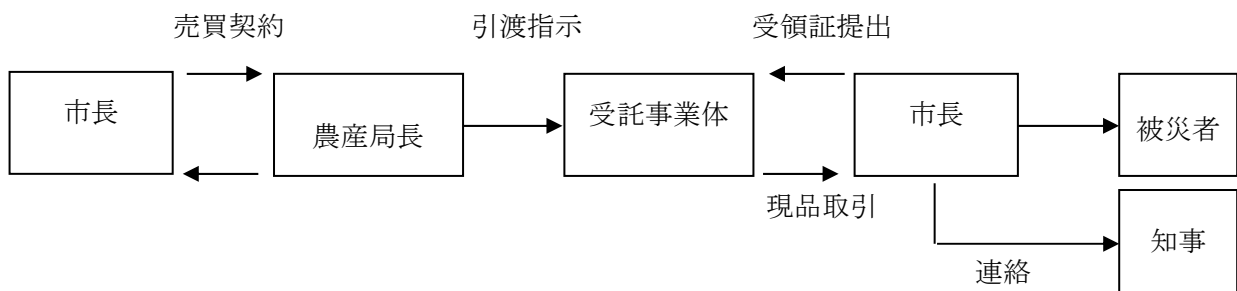 売買契約
引渡指示
受領証提出
市長
農産局長
受託事業体
市長
被災者
現品取引
知事
連絡